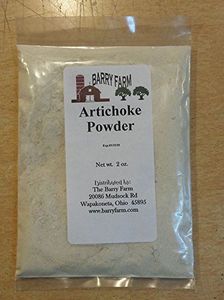 BARRY FARM
Artichoke
Powder
Net wt. 2 oz.
Distributed by:
The Barry Farm
20086 Mudsock Rd
Wapakoneta, Ohio 45895
www.barryfarm.com